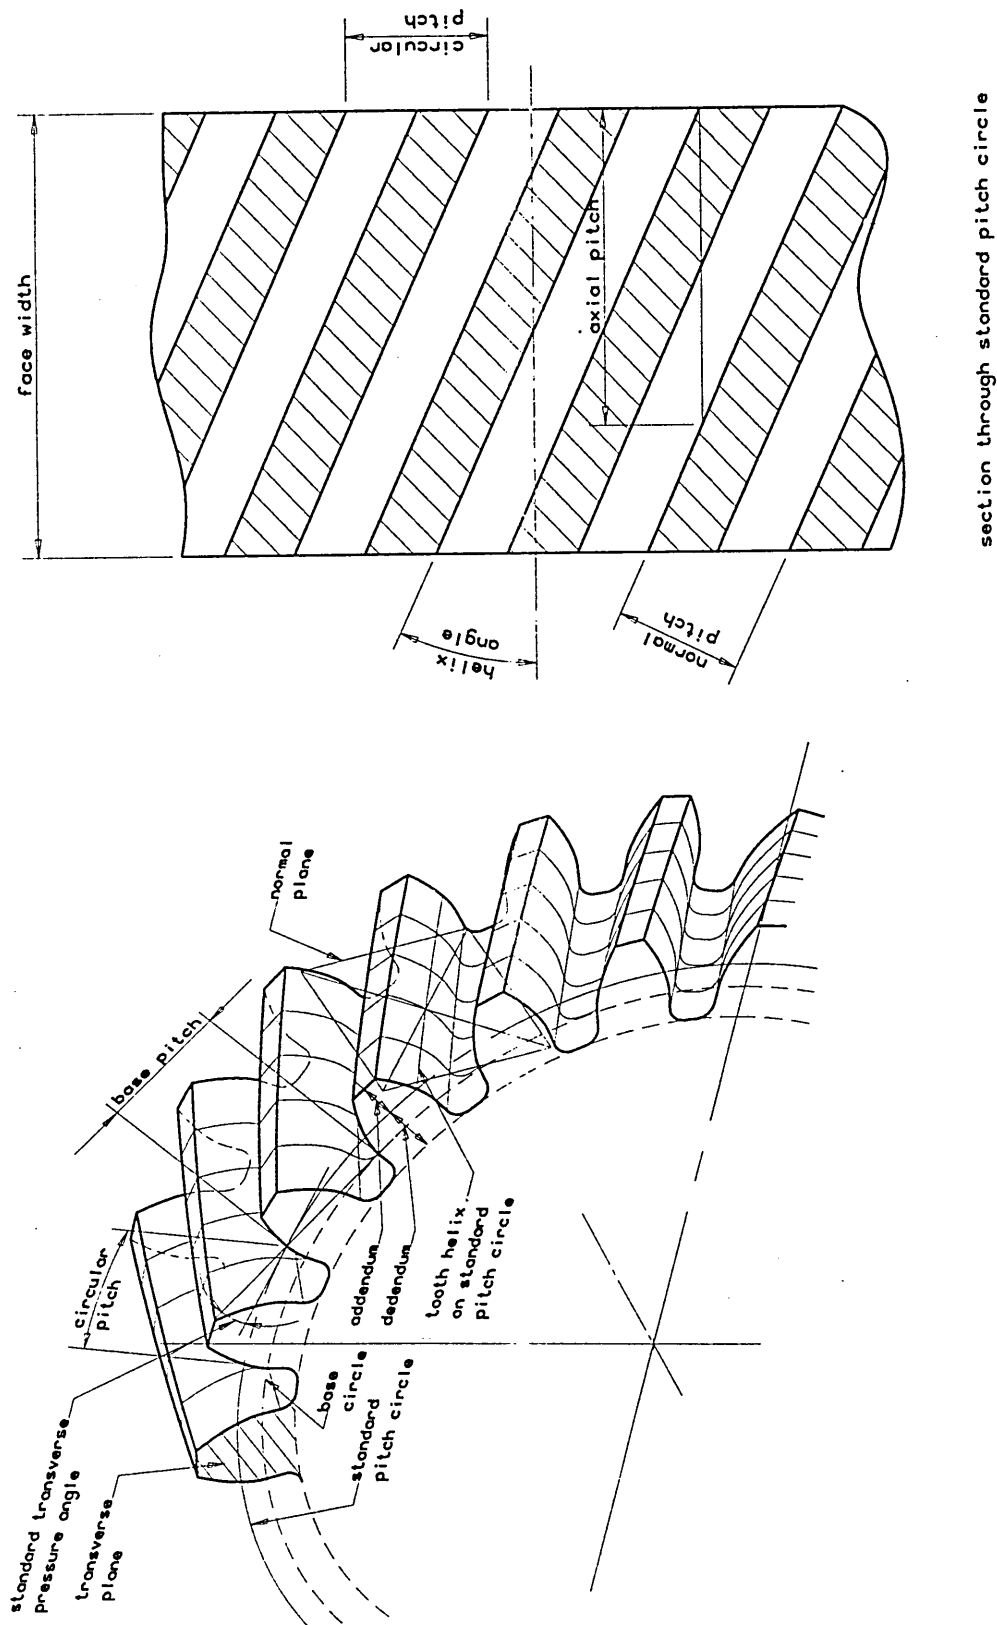 circular
pitch
face width
axial pitch
helix
angle
normal
pitch
section through standard pitch circle
normal
plane
base pitch
circular
pitch
addendum
dedendum
tooth helix
on standard
pitch circle
base
circle
standard
pitch circle
standard transverse
pressure angle
transverse
plane